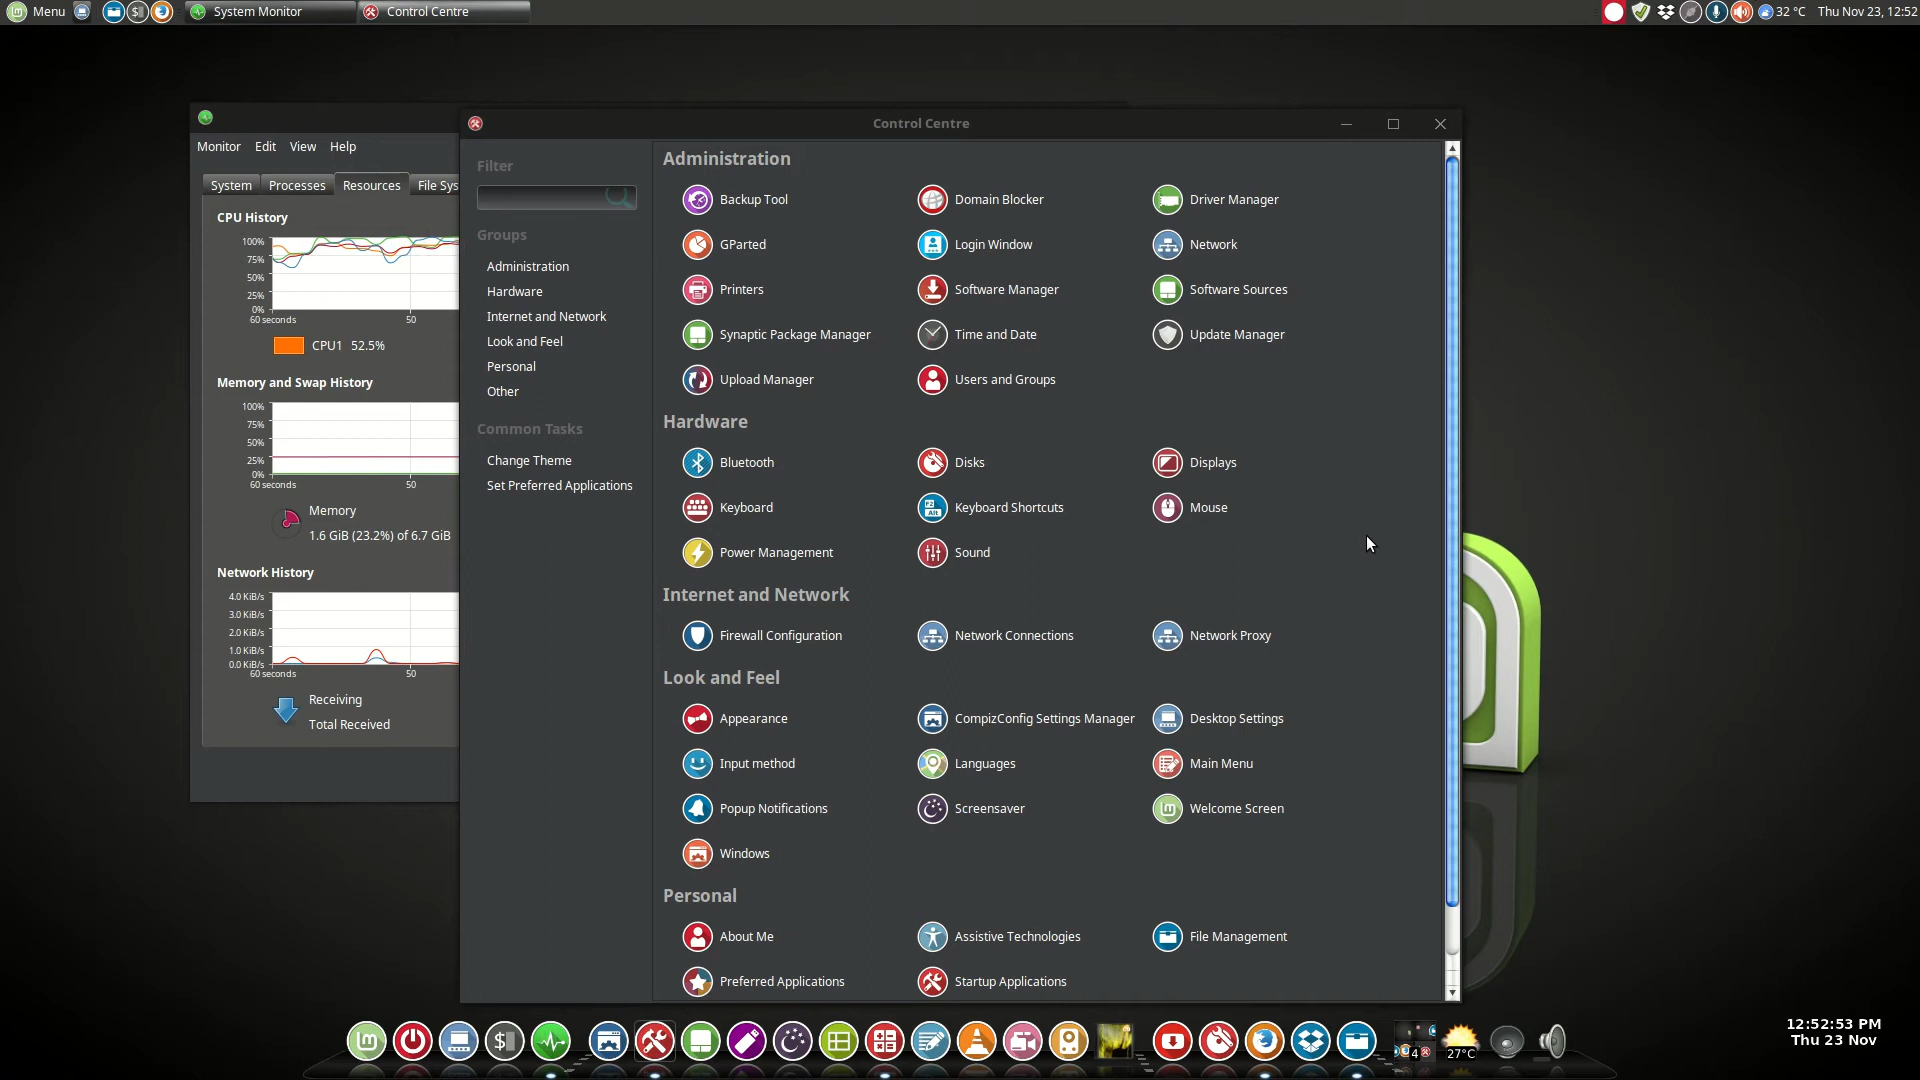 Menu System Monitor Control Centre 32 °C Thu Nov 23, 12:52
Monitor Edit View Help
System Processes Resources File Sys
CPU History
100%
75%
50%
25%
0%
60 seconds 50
CPU1 52.5%
Memory and Swap History
100%
75%
50%
25%
0%
60 seconds 50
Memory
1.6 GiB (23.2%) of 6.7 GiB
Network History
4.0 KiB/s
3.0 KiB/s
2.0 KiB/s
1.0 KiB/s
0.0 KiB/s
60 seconds 50
Receiving
Total Received
Control Centre
Filter
Groups
Administration
Hardware
Internet and Network
Look and Feel
Personal
Other
Common Tasks
Change Theme
Set Preferred Applications
Administration
Backup Tool Domain Blocker Driver Manager
GParted Login Window Network
Printers Software Manager Software Sources
Synaptic Package Manager Time and Date Update Manager
Upload Manager Users and Groups
Hardware
Bluetooth Disks Displays
Keyboard Keyboard Shortcuts Mouse
Power Management Sound
Internet and Network
Firewall Configuration Network Connections Network Proxy
Look and Feel
Appearance CompizConfig Settings Manager Desktop Settings
Input method Languages Main Menu
Popup Notifications Screensaver Welcome Screen
Windows
Personal
About Me Assistive Technologies File Management
Preferred Applications Startup Applications
4 27°C
12:52:53 PM
Thu 23 Nov